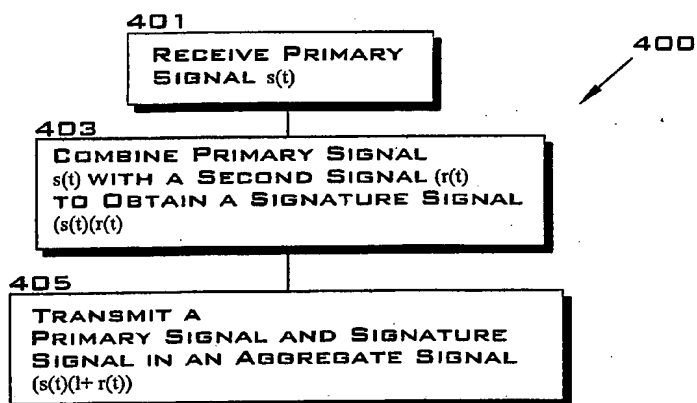 401
RECEIVE PRIMARY
SIGNAL s(t)
400
403
COMBINE PRIMARY SIGNAL
s(t) WITH A SECOND SIGNAL (r(t)
TO OBTAIN A SIGNATURE SIGNAL
(s(t)(r(t)
405
TRANSMIT A
PRIMARY SIGNAL AND SIGNATURE
SIGNAL IN AN AGGREGATE SIGNAL
(s(t)(1+ r(t))